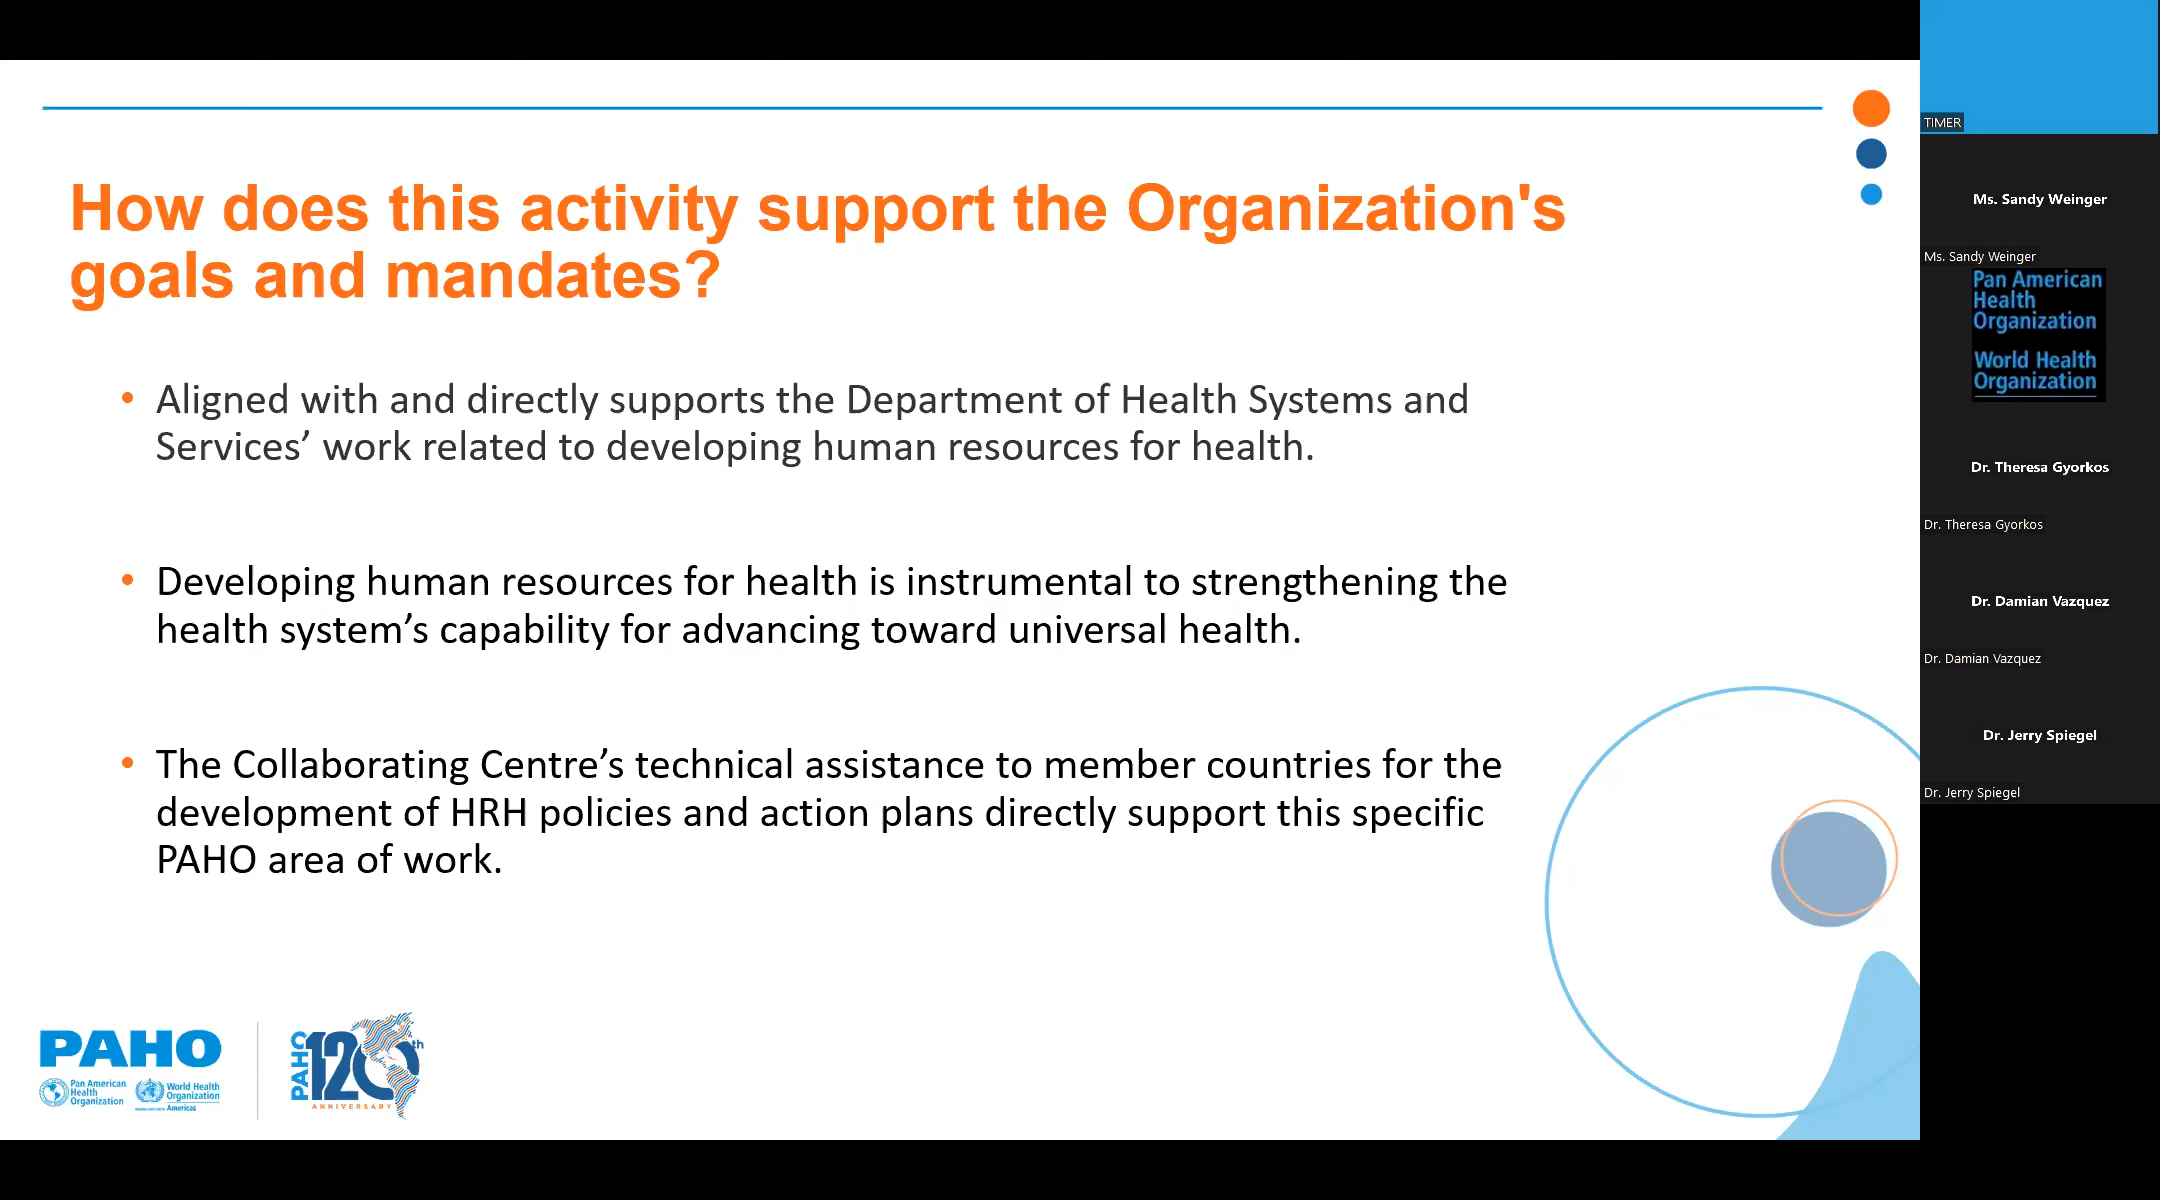 How does this activity support the Organization's
goals and mandates?
• Aligned with and directly supports the Department of Health Systems and
Services’ work related to developing human resources for health.
• Developing human resources for health is instrumental to strengthening the
health system’s capability for advancing toward universal health.
• The Collaborating Centre’s technical assistance to member countries for the
development of HRH policies and action plans directly support this specific
PAHO area of work.
PAHO
Pan American
Health
Organization
World Health
Organization
Americas
PAHO
120th
ANNIVERSARY
TIMER
Ms. Sandy Weinger
Ms. Sandy Weinger
Pan American
Health
Organization
World Health
Organization
Dr. Theresa Gyorkos
Dr. Theresa Gyorkos
Dr. Damian Vazquez
Dr. Damian Vazquez
Dr. Jerry Spiegel
Dr. Jerry Spiegel